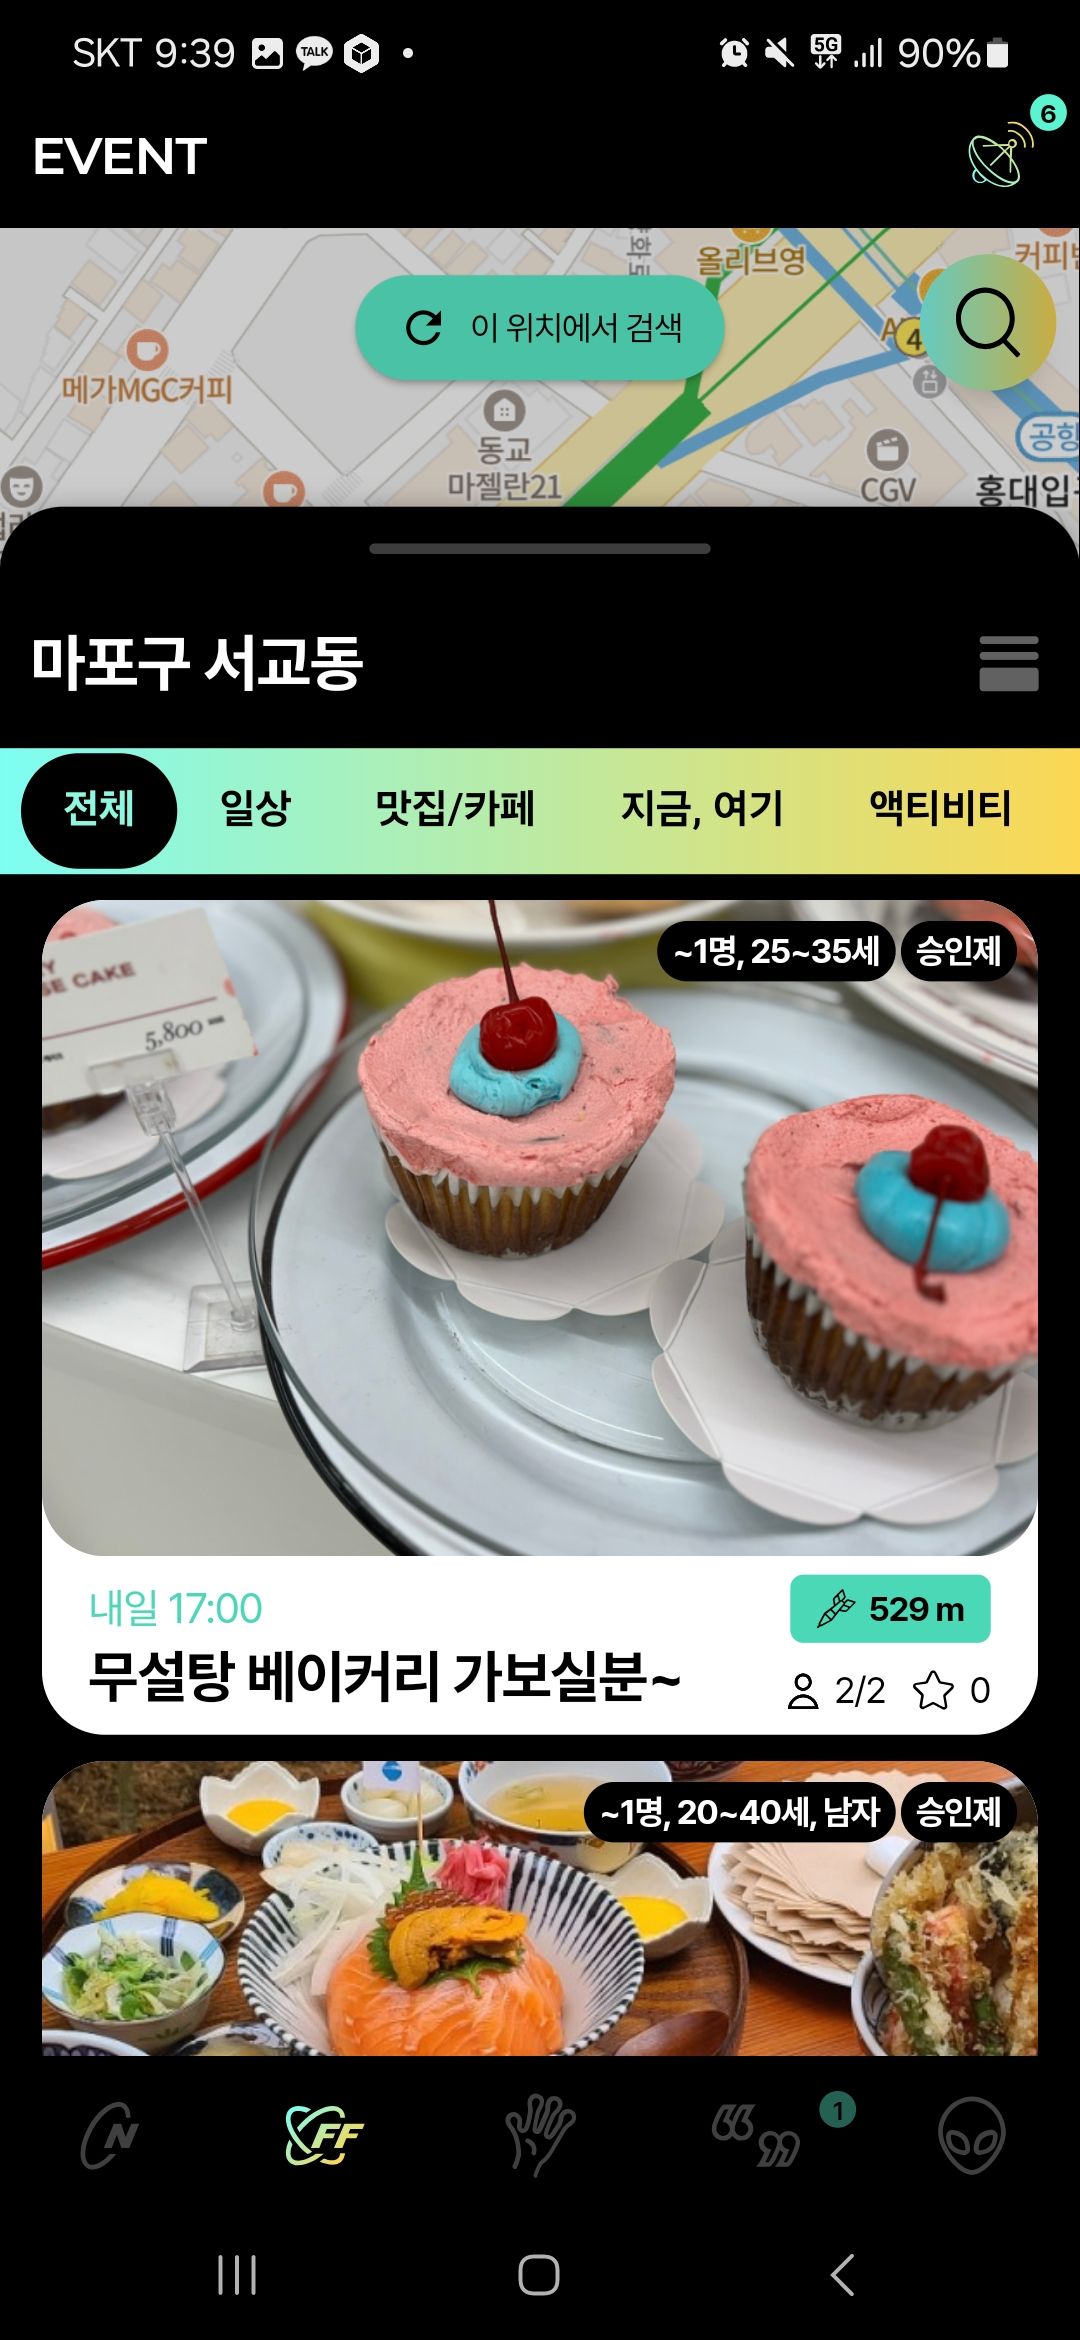 SKT 9:39
TALK
5G
90%
EVENT
6
올리브영
이 위치에서 검색
4
메가MGC커피
동교
마젤란21
CGV
공항
마포구 서교동
전체 일상 맛집/카페 지금, 여기 액티비티
~1명, 25~35세 승인제
CAKE
5,800
내일 17:00
529 m
무설탕 베이커리 가보실분~
2/2 0
~1명, 20~40세, 남자 승인제
N
FF
1